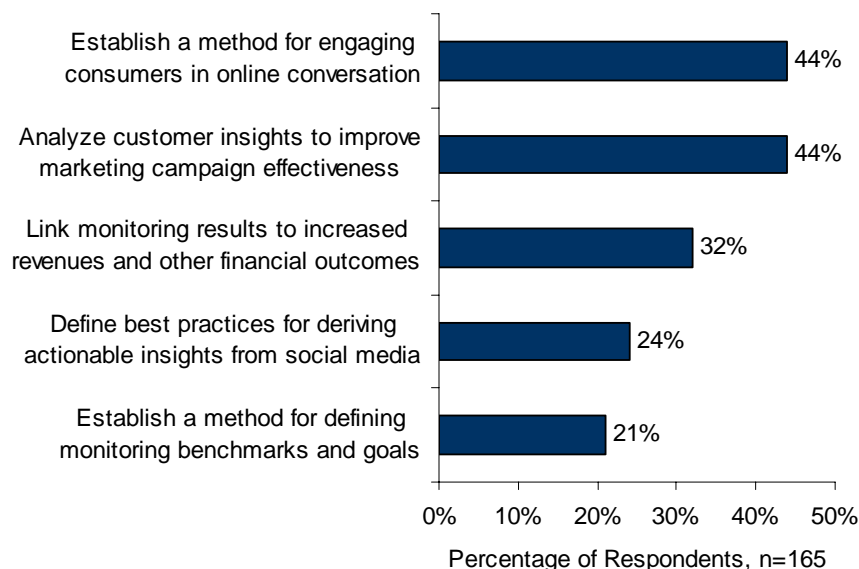 Establish a method for engaging
consumers in online conversation
44%
Analyze customer insights to improve
marketing campaign effectiveness
44%
Link monitoring results to increased
revenues and other financial outcomes
32%
Define best practices for deriving
actionable insights from social media
24%
Establish a method for defining
monitoring benchmarks and goals
21%
0% 10% 20% 30% 40% 50%
Percentage of Respondents, n=165